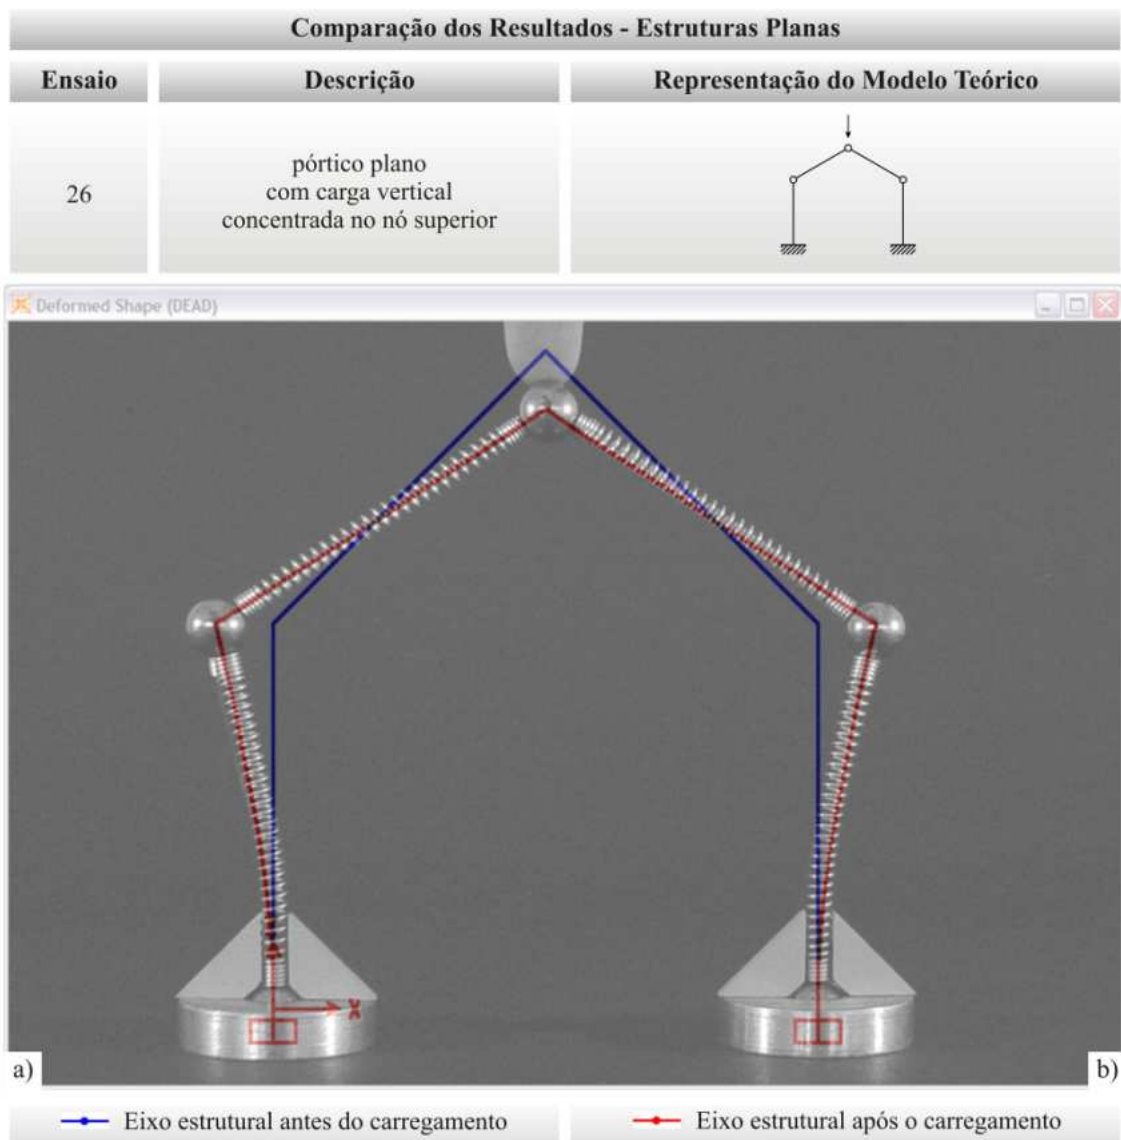 Comparação dos Resultados - Estruturas Planas
Ensaio
Descrição
Representação do Modelo Teórico
26
pórtico plano
com carga vertical
concentrada no nó superior
Deformed Shape (DEAD)
X
a)
b)
Eixo estrutural antes do carregamento
Eixo estrutural após o carregamento